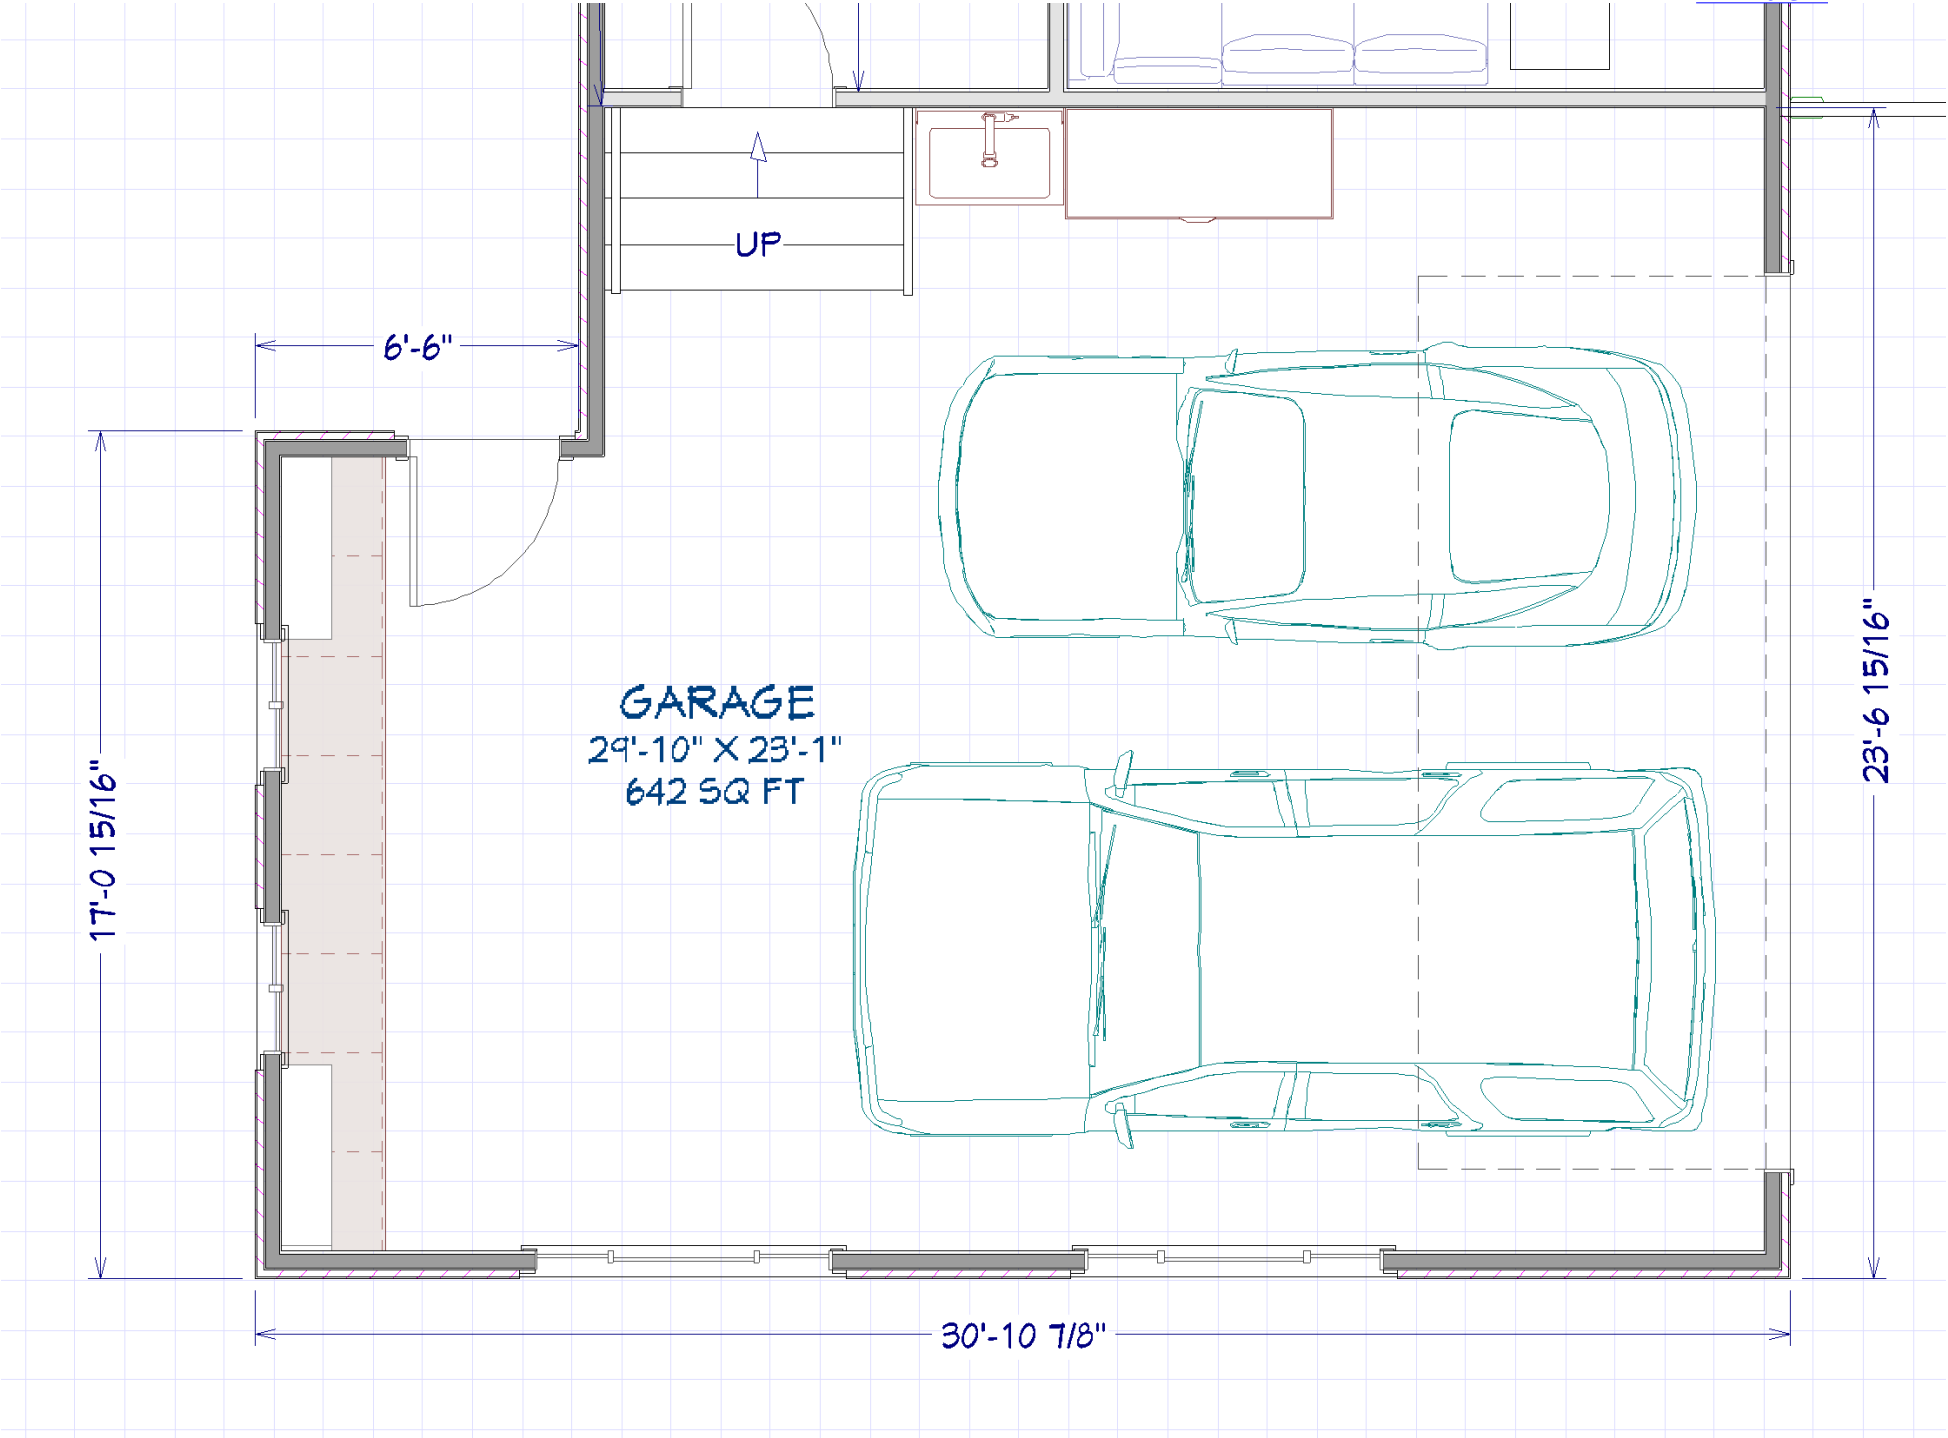 UP
6'-6"
GARAGE
29'-10" X 23'-1"
642 SQ FT
17'-0 15/16"
23'-6 15/16"
30'-10 7/8"